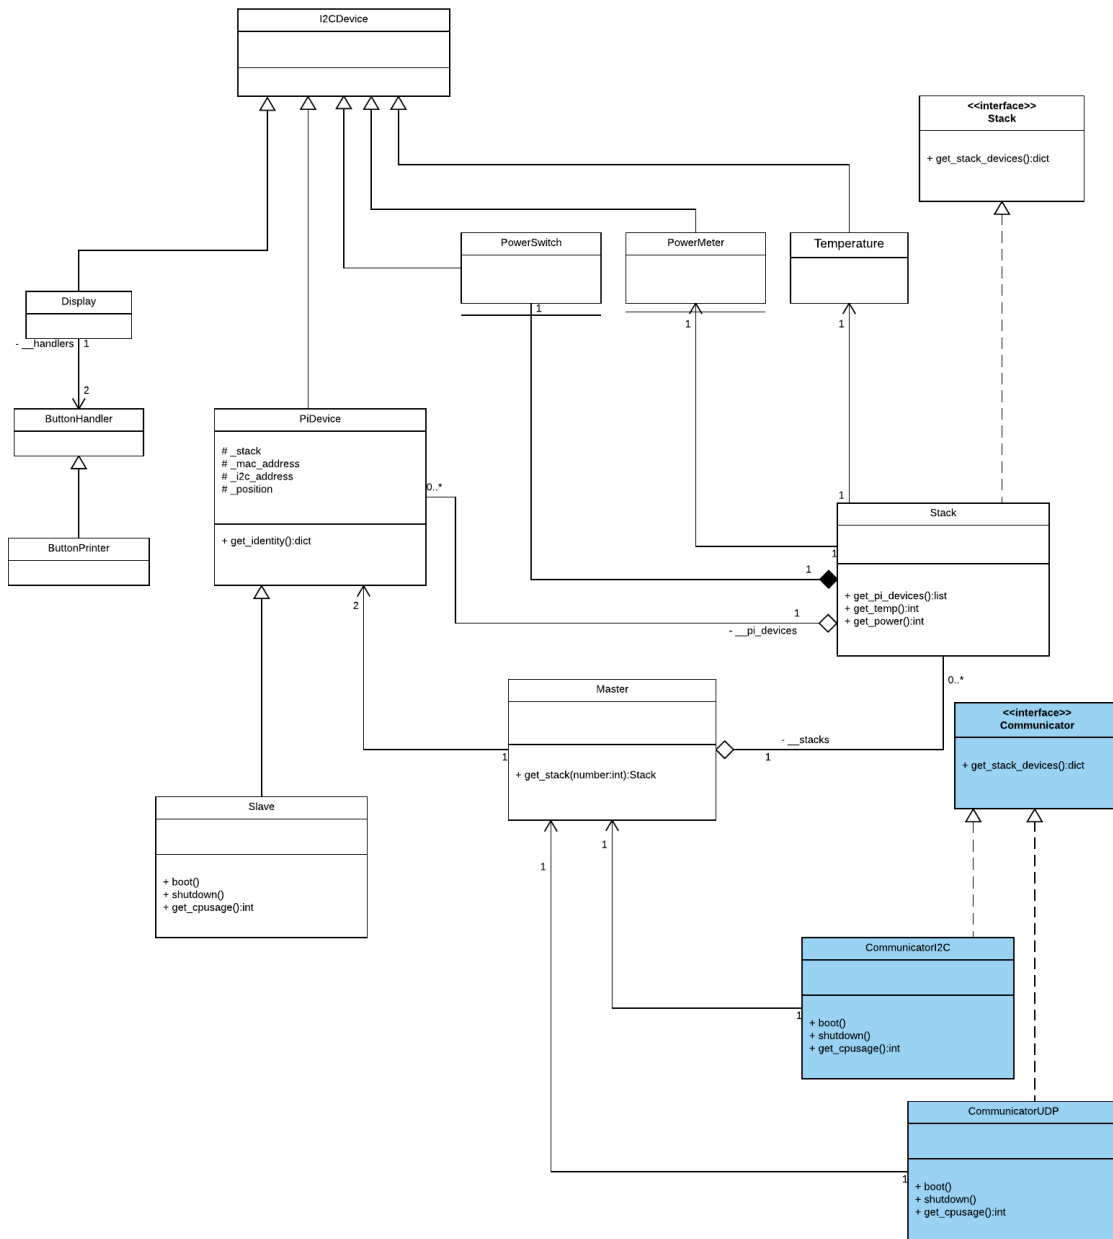 I2CDevice
<<interface>>
Stack
+ get_stack_devices():dict
PowerSwitch
PowerMeter
Temperature
Display
- __handlers
1
2
1
1
1
ButtonHandler
ButtonPrinter
PiDevice
# _stack
# _mac_address
# _i2c_address
# _position
+ get_identity():dict
0..*
2
1
Stack
1
1
+ get_pi_devices():list
+ get_temp():int
+ get_power():int
1
- __pi_devices
0..*
Master
+ get_stack(number:int):Stack
1
- __stacks
1
<<interface>>
Communicator
+ get_stack_devices():dict
Slave
+ boot()
+ shutdown()
+ get_cpusage():int
1
1
CommunicatorI2C
1
+ boot()
+ shutdown()
+ get_cpusage():int
CommunicatorUDP
1
+ boot()
+ shutdown()
+ get_cpusage():int